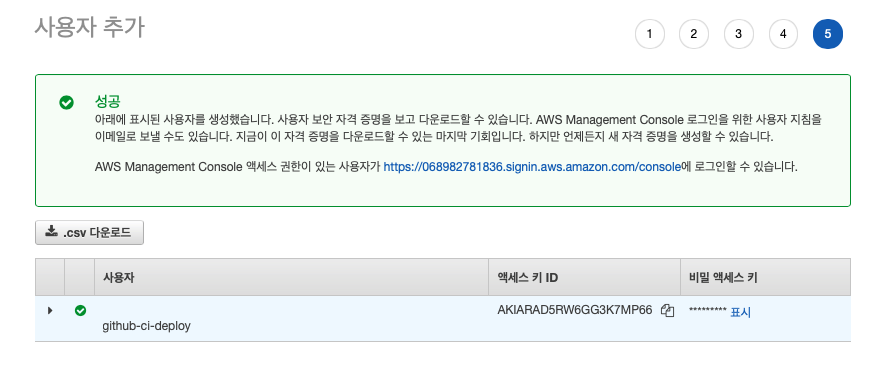 사용자 추가
1 2 3 4 5
성공
아래에 표시된 사용자를 생성했습니다. 사용자 보안 자격 증명을 보고 다운로드할 수 있습니다. AWS Management Console 로그인을 위한 사용자 지침을
이메일로 보낼 수도 있습니다. 지금이 이 자격 증명을 다운로드할 수 있는 마지막 기회입니다. 하지만 언제든지 새 자격 증명을 생성할 수 있습니다.
AWS Management Console 액세스 권한이 있는 사용자가 https://068982781836.signin.aws.amazon.com/console에 로그인할 수 있습니다.
.csv 다운로드
사용자 액세스 키 ID 비밀 액세스 키
AKIARAD5RW6GG3K7MP66 ********* 표시
github-ci-deploy